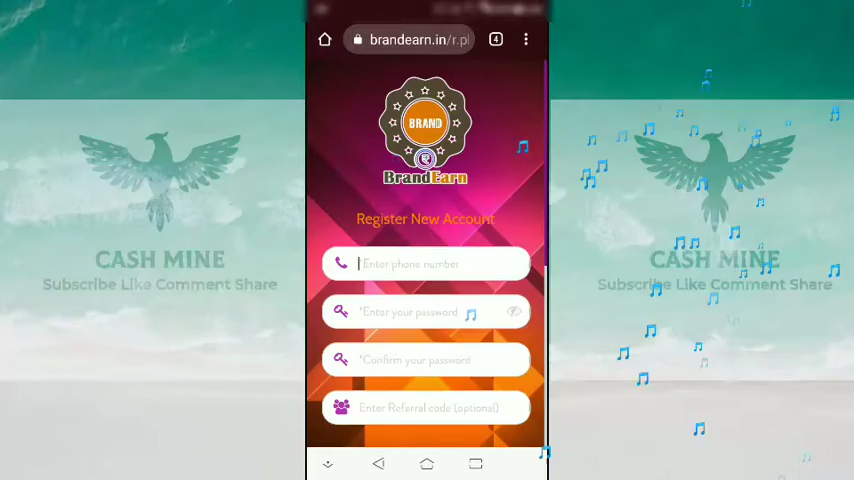 brandearn.in/r.pl
4
BRAND
BrandEarn
Register New Account
*Enter phone number
*Enter your password
*Confirm your password
Enter Referral code (optional)
CASH MINE
Subscribe Like Comment Share
CASH MINE
Subscribe Like Comment Share